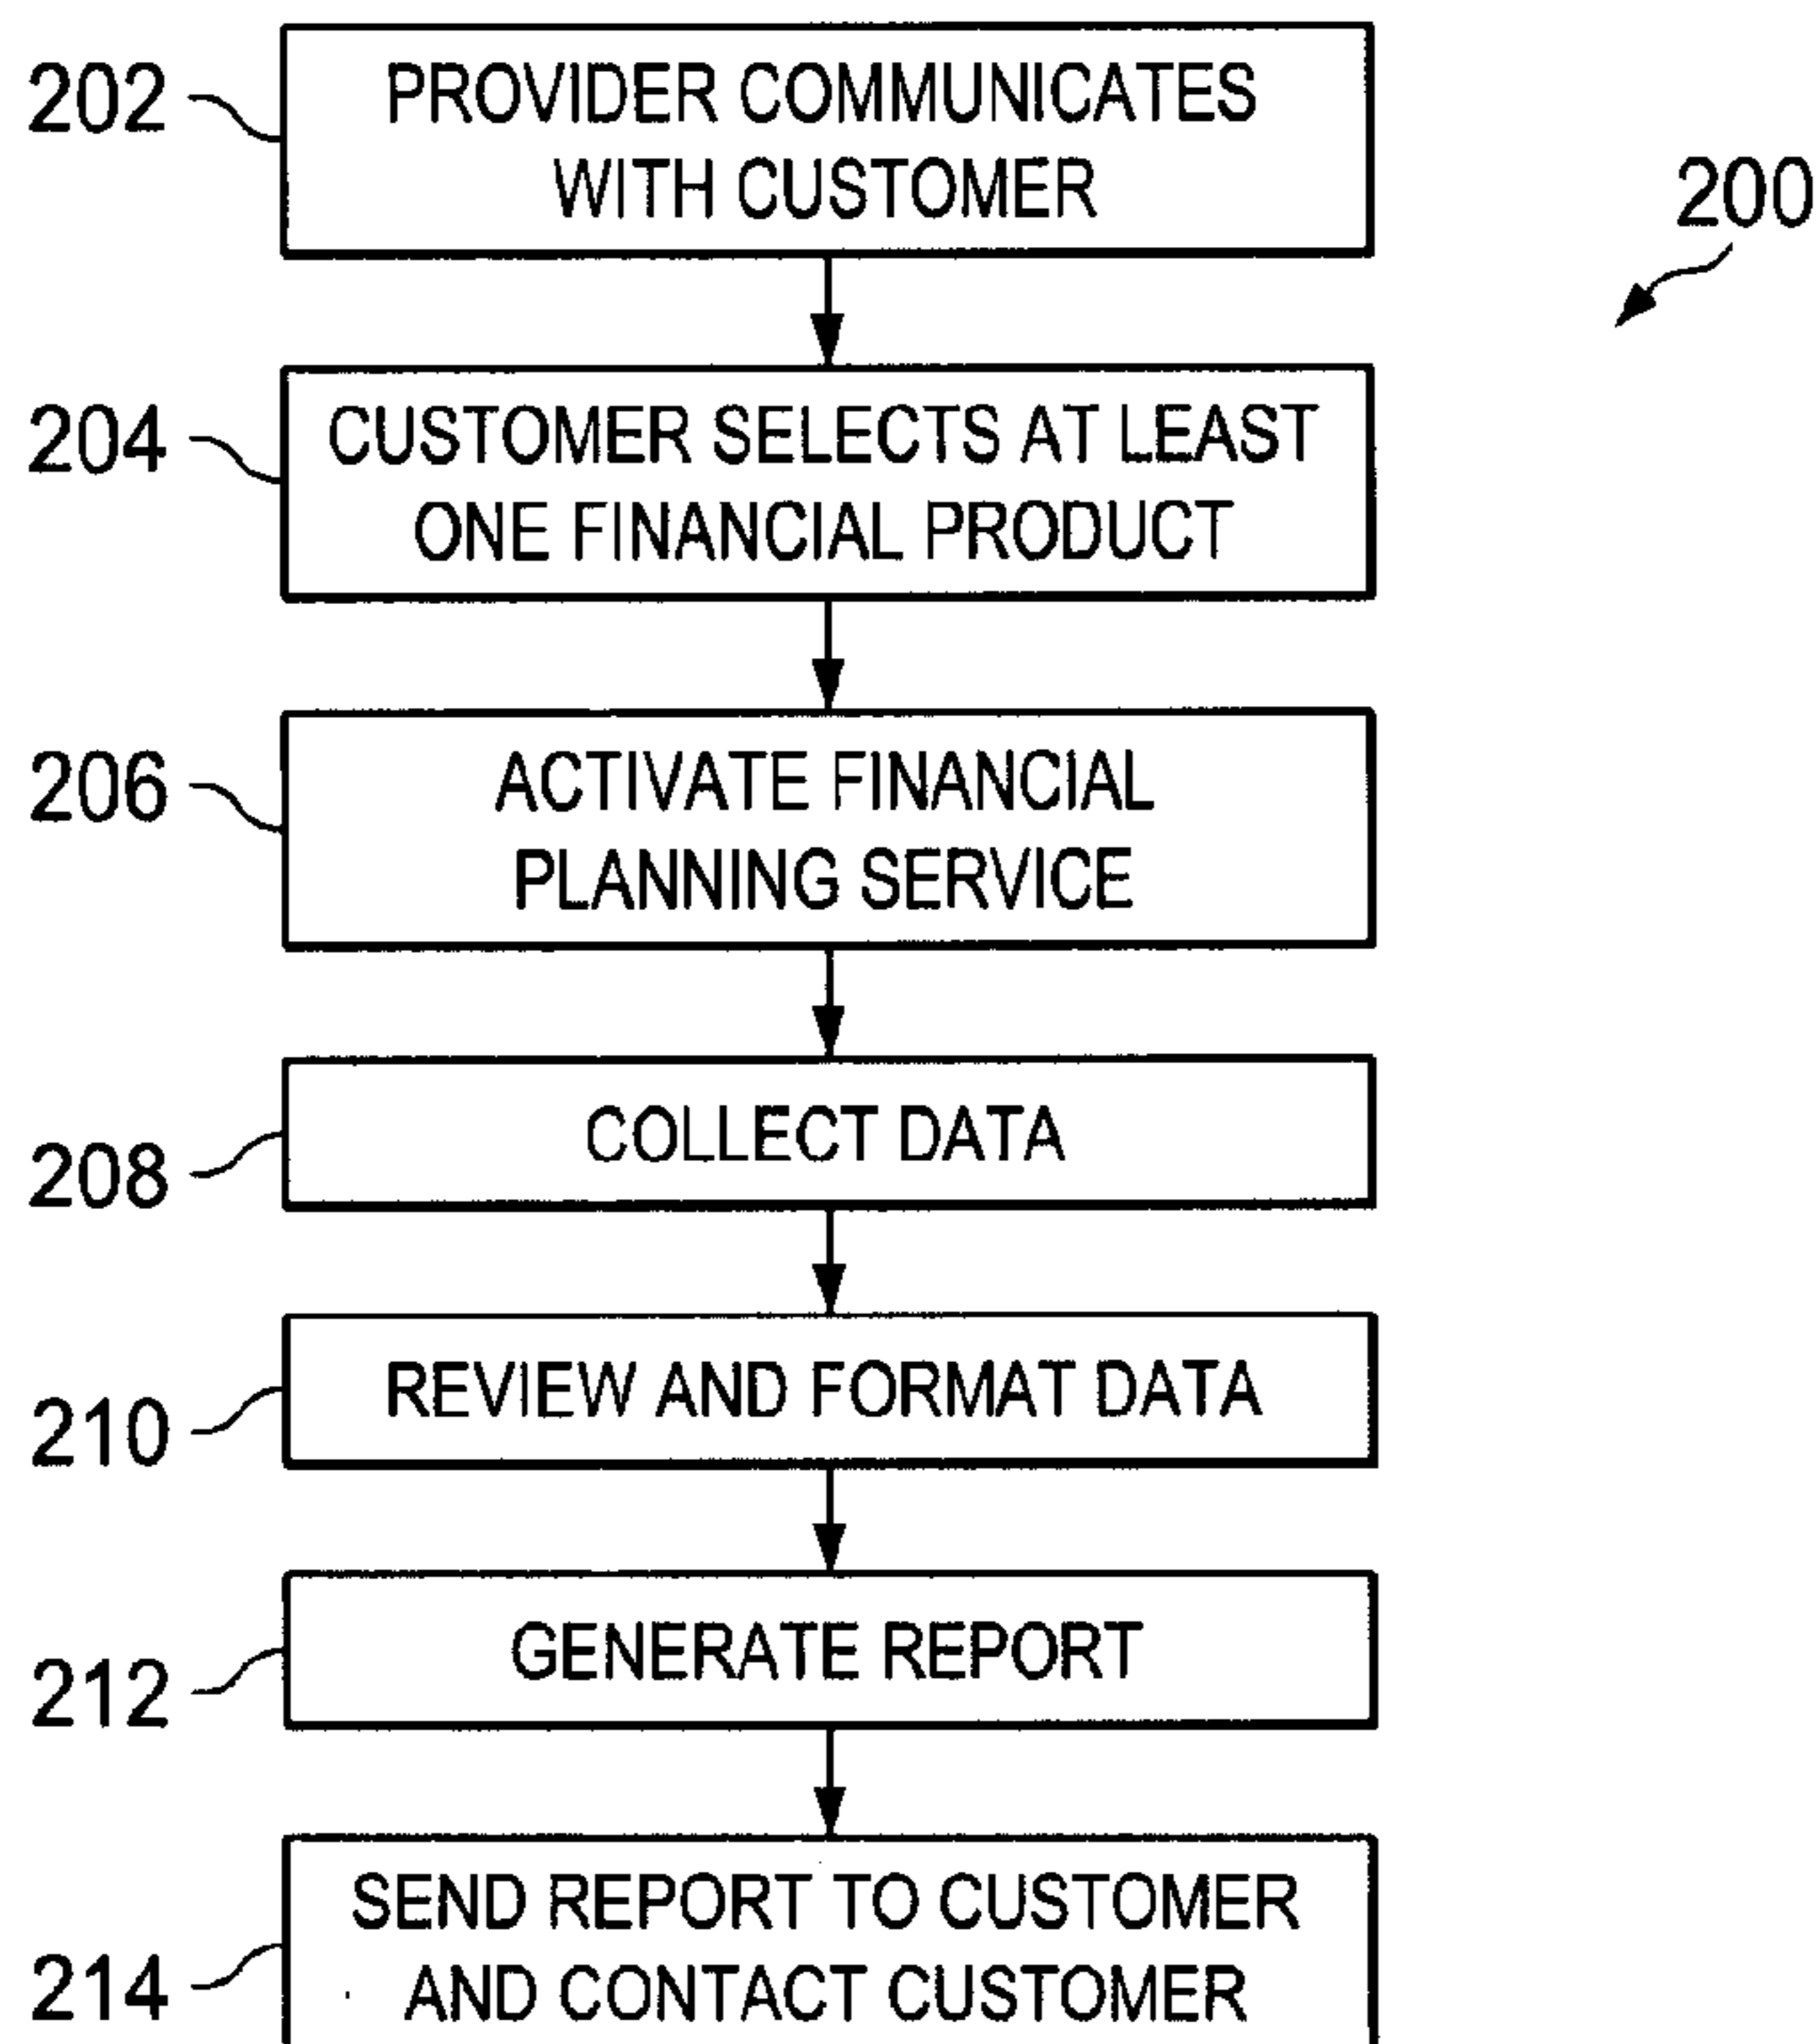 202
PROVIDER COMMUNICATES
WITH CUSTOMER
200
204
CUSTOMER SELECTS AT LEAST
ONE FINANCIAL PRODUCT
206
ACTIVATE FINANCIAL
PLANNING SERVICE
208
COLLECT DATA
210
REVIEW AND FORMAT DATA
212
GENERATE REPORT
214
SEND REPORT TO CUSTOMER
AND CONTACT CUSTOMER